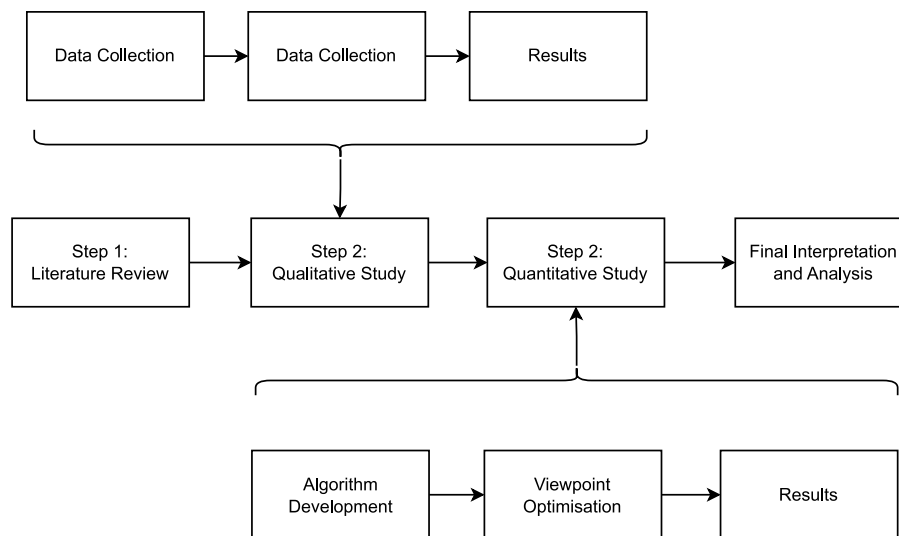 Data Collection
Data Collection
Results
Step 1:
Literature Review
Step 2:
Qualitative Study
Step 2:
Quantitative Study
Final Interpretation
and Analysis
Algorithm
Development
Viewpoint
Optimisation
Results